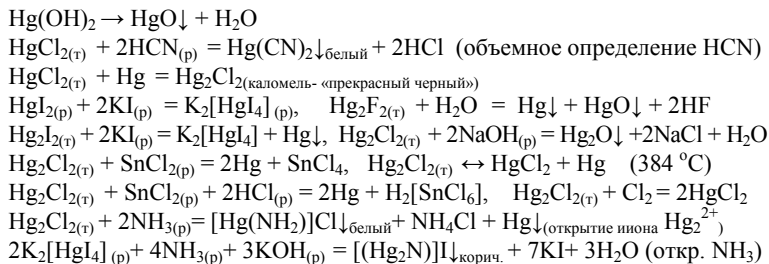 Hg(OH)₂ → HgO↓ + H₂O
HgCl₂₍т₎ + 2HCN₍р₎ = Hg(CN)₂↓белый + 2HCl (объемное определение HCN)
HgCl₂₍т₎ + Hg = Hg₂Cl₂(каломель- «прекрасный черный»)
HgI₂₍р₎ + 2KI₍р₎ = K₂[HgI₄] ₍р₎, Hg₂F₂₍т₎ + H₂O = Hg↓ + HgO↓ + 2HF
Hg₂I₂₍т₎ + 2KI₍р₎ = K₂[HgI₄] + Hg↓, Hg₂Cl₂₍т₎ + 2NaOH₍р₎ = Hg₂O↓ +2NaCl + H₂O
Hg₂Cl₂₍т₎ + SnCl₂₍р₎ = 2Hg + SnCl₄, Hg₂Cl₂₍т₎ ↔ HgCl₂ + Hg (384 °C)
Hg₂Cl₂₍т₎ + SnCl₂₍р₎ + 2HCl₍р₎ = 2Hg + H₂[SnCl₆], Hg₂Cl₂₍т₎ + Cl₂ = 2HgCl₂
Hg₂Cl₂₍т₎ + 2NH₃₍р₎= [Hg(NH₂)]Cl↓белый+ NH₄Cl + Hg↓(открытие ииона Hg₂²⁺)
2K₂[HgI₄] ₍р₎+ 4NH₃₍р₎+ 3KOH₍р₎ = [(Hg₂N)]I↓корич. + 7KI+ 3H₂O (откр. NH₃)